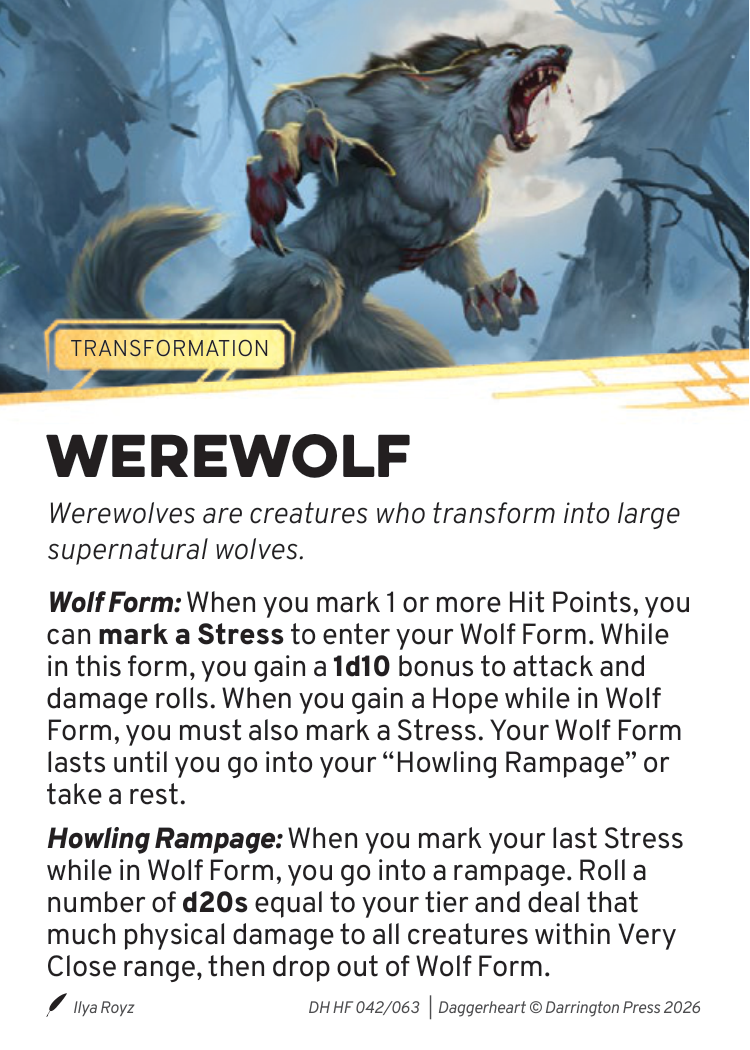 TRANSFORMATION
WEREWOLF
Werewolves are creatures who transform into large
supernatural wolves.
Wolf Form: When you mark 1 or more Hit Points, you
can mark a Stress to enter your Wolf Form. While
in this form, you gain a 1d10 bonus to attack and
damage rolls. When you gain a Hope while in Wolf
Form, you must also mark a Stress. Your Wolf Form
lasts until you go into your “Howling Rampage” or
take a rest.
Howling Rampage: When you mark your last Stress
while in Wolf Form, you go into a rampage. Roll a
number of d20s equal to your tier and deal that
much physical damage to all creatures within Very
Close range, then drop out of Wolf Form.
Ilya Royz DH HF 042/063 | Daggerheart © Darrington Press 2026